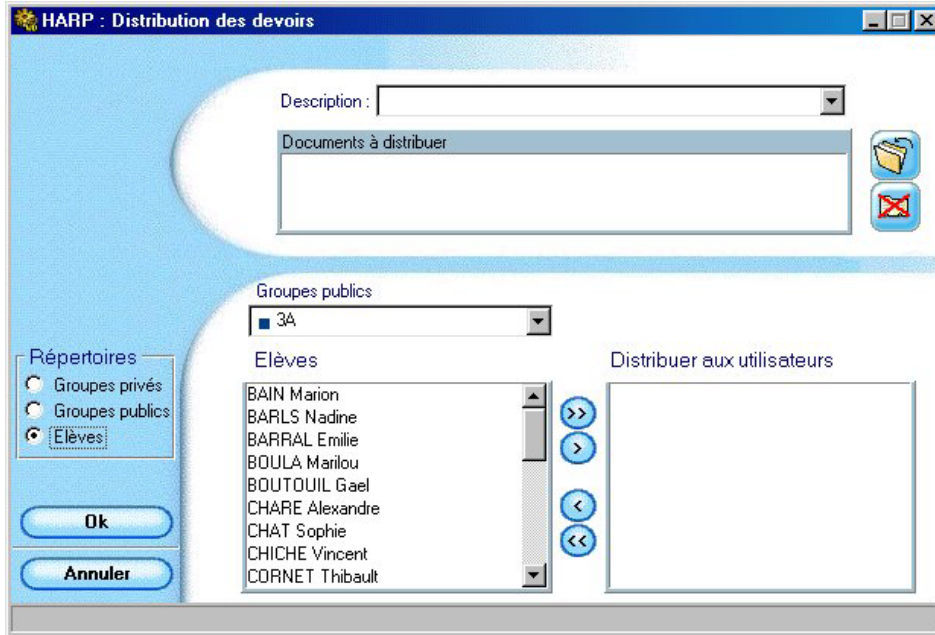 HARP : Distribution des devoirs
Description :
Documents à distribuer
Groupes publics
3A
Répertoires
Groupes privés
Groupes publics
Elèves
Elèves
BAIN Marion
BARLS Nadine
BARRAL Emilie
BOULA Marilou
BOUTOUIL Gael
CHARE Alexandre
CHAT Sophie
CHICHE Vincent
CORNET Thibault
>>
>
<
<<
Distribuer aux utilisateurs
Ok
Annuler